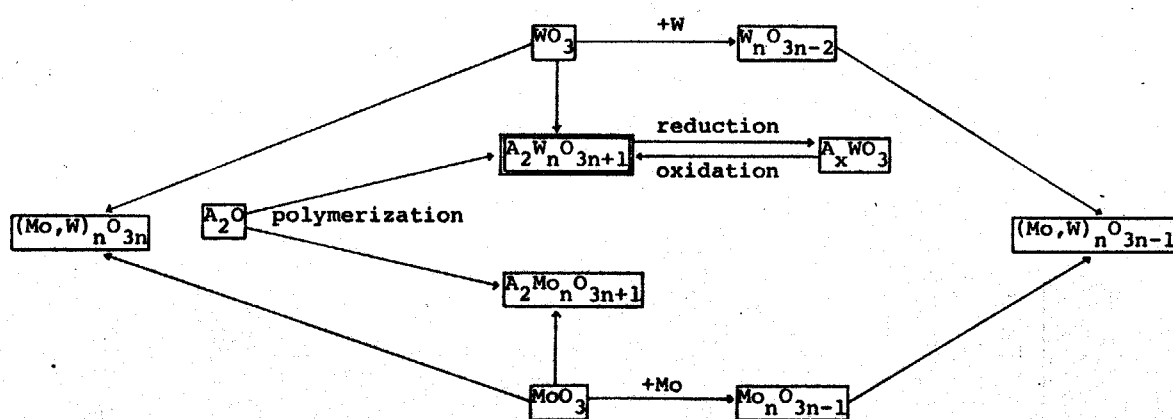 +W
WO3
WnO3n-2
reduction
A2WnO3n+1
AxWO3
oxidation
A2O
polymerization
(Mo,W)nO3n
(Mo,W)nO3n-1
A2MonO3n+1
MoO3
+Mo
MonO3n-1